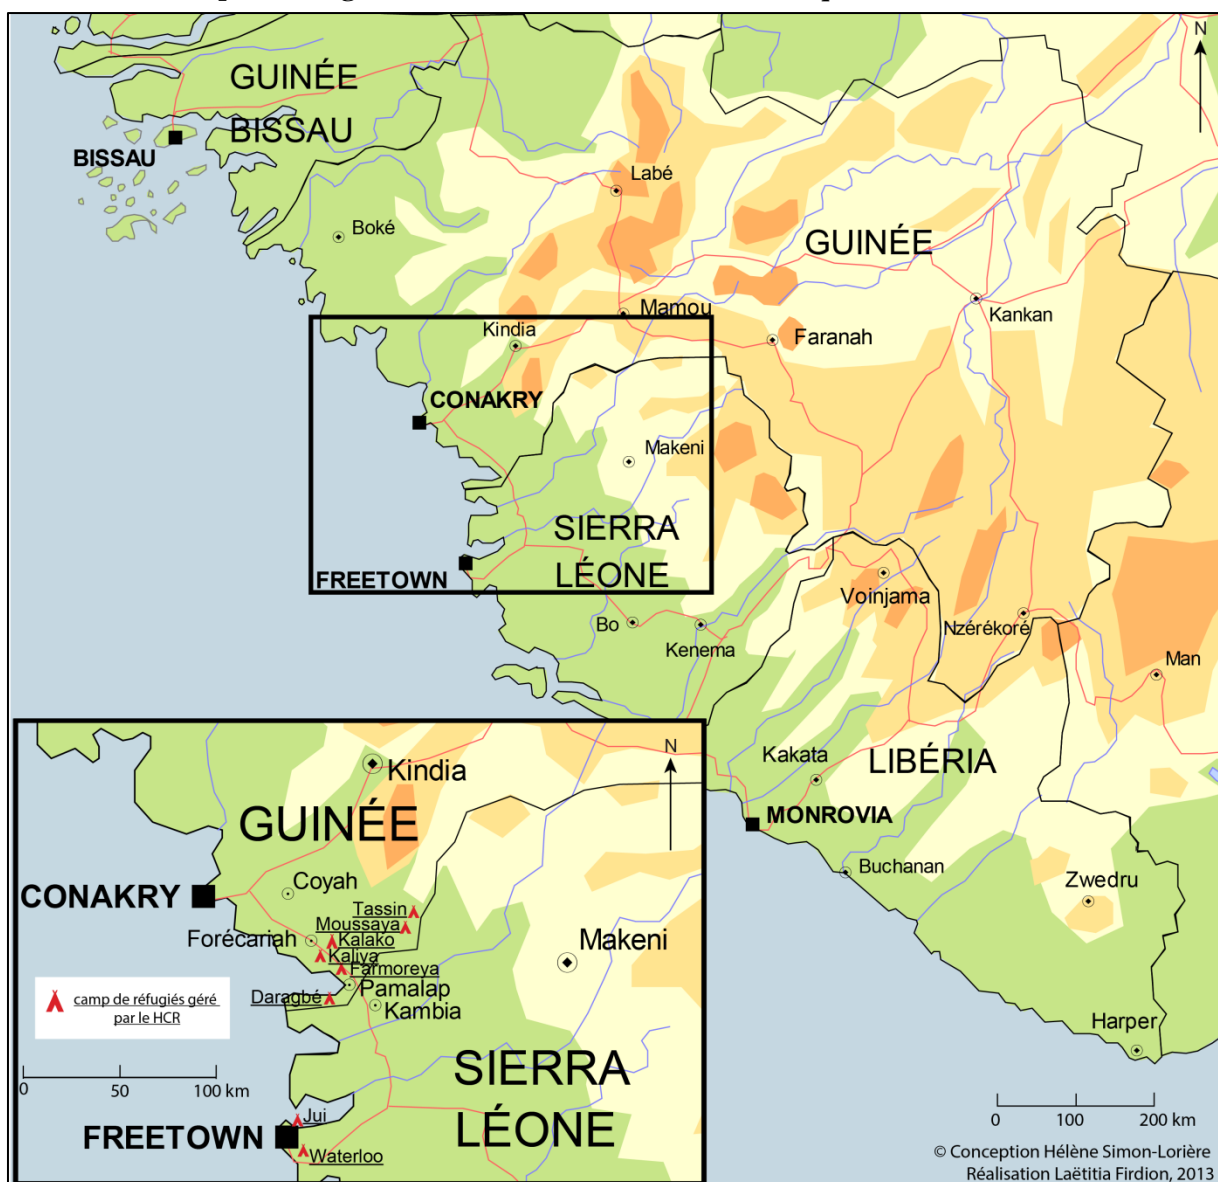 N
GUINÉE
BISSAU
BISSAU
Labé
Boké
GUINÉE
Mamou
Kankan
Kindia
Faranah
CONAKRY
Makeni
SIERRA
LÉONE
FREETOWN
Voinjama
Bo
Nzérékoré
Kenema
Man
Kakata
LIBÉRIA
MONROVIA
Buchanan
Zwedru
Harper
0 100 200 km
© Conception Hélène Simon-Lorière
Réalisation Laëtitia Firdion, 2013
N
Kindia
GUINÉE
CONAKRY
Coyah
Tassin
Moussaya
Forécariah
Kalako
Kaliya
Farmoreya
Makeni
Pamalap
Daragbé
Kambia
camp de réfugiés géré
par le HCR
0 50 100 km
SIERRA
LÉONE
Jui
FREETOWN
Waterloo